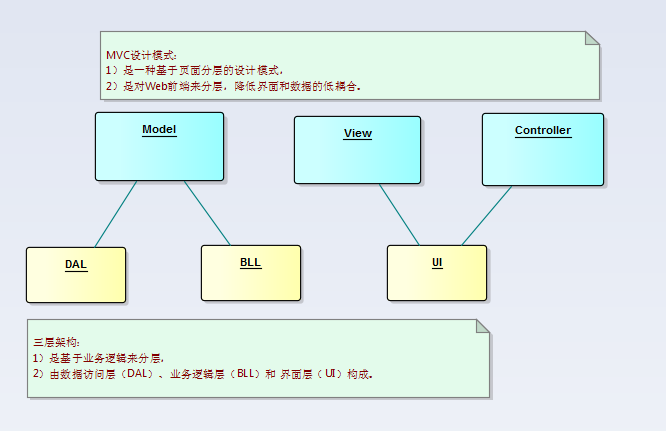 MVC设计模式:
1）是一种基于页面分层的设计模式.
2）是对Web前端来分层，降低界面和数据的低耦合。
Model
View
Controller
DAL
BLL
UI
三层架构:
1）是基于业务逻辑来分层.
2）由数据访问层（DAL）、业务逻辑层（BLL）和 界面层（UI）构成。